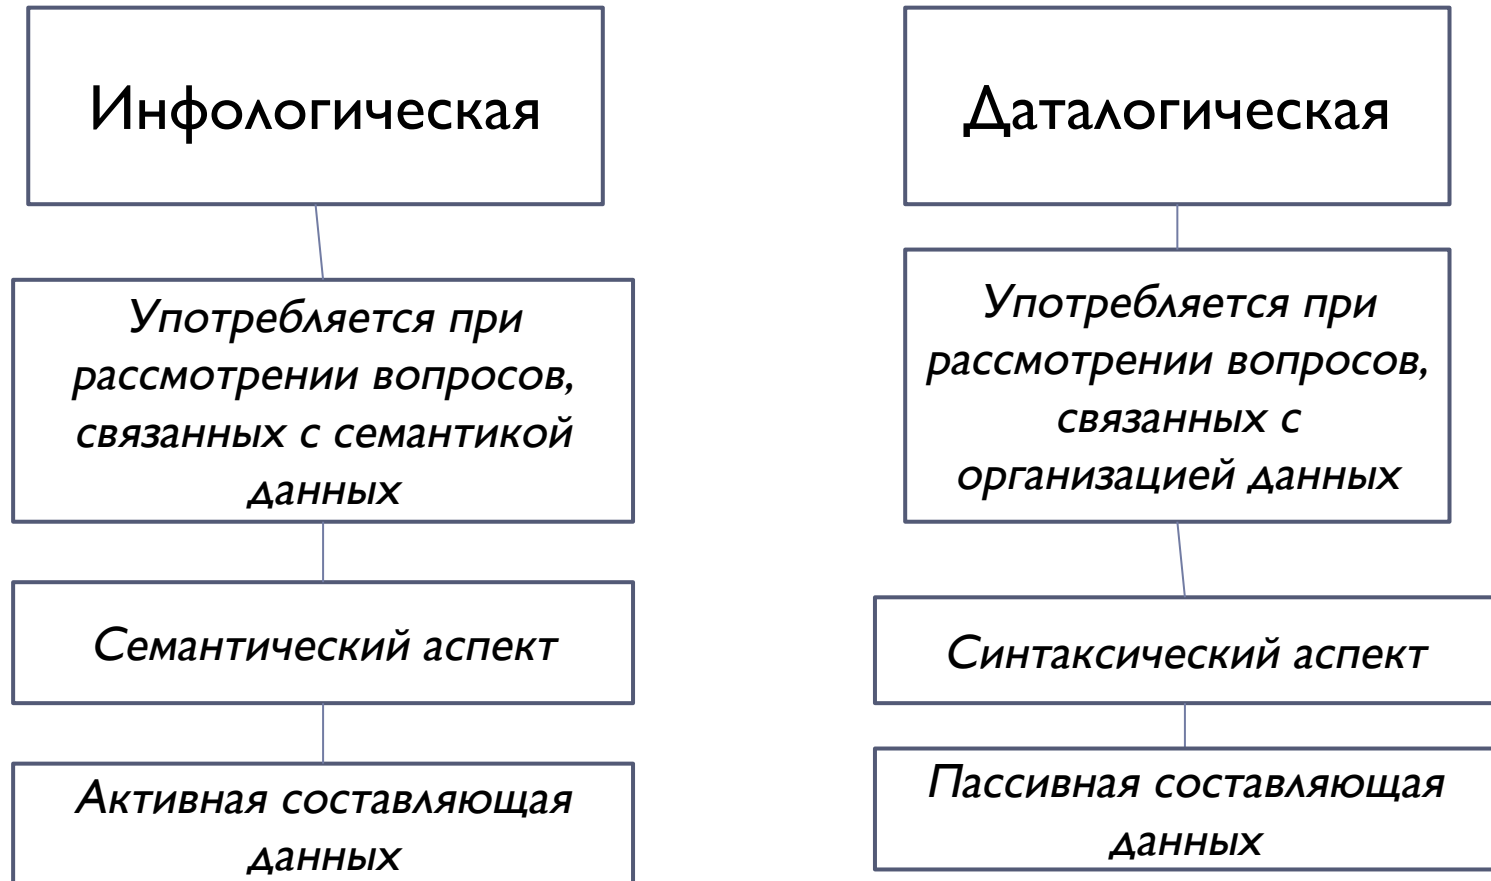 Инфологическая
Употребляется при
рассмотрении вопросов,
связанных с семантикой
данных
Семантический аспект
Активная составляющая
данных
Даталогическая
Употребляется при
рассмотрении вопросов,
связанных с
организацией данных
Синтаксический аспект
Пассивная составляющая
данных